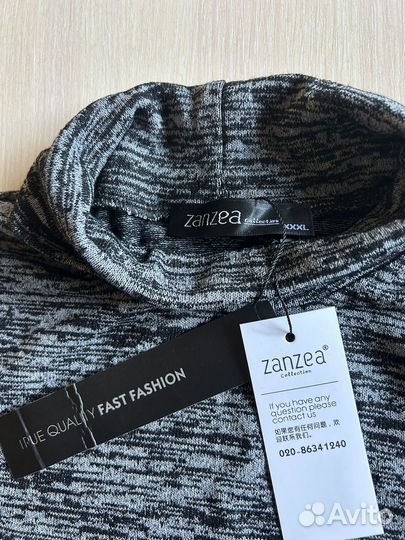 zanzea
Collection
XXXL
zanzea
Collection
If you have any
question please
contact us
如果您有任何问题，欢
迎联系我们。
020-86341240
TRUE QUALITY FAST FASHION
Avito